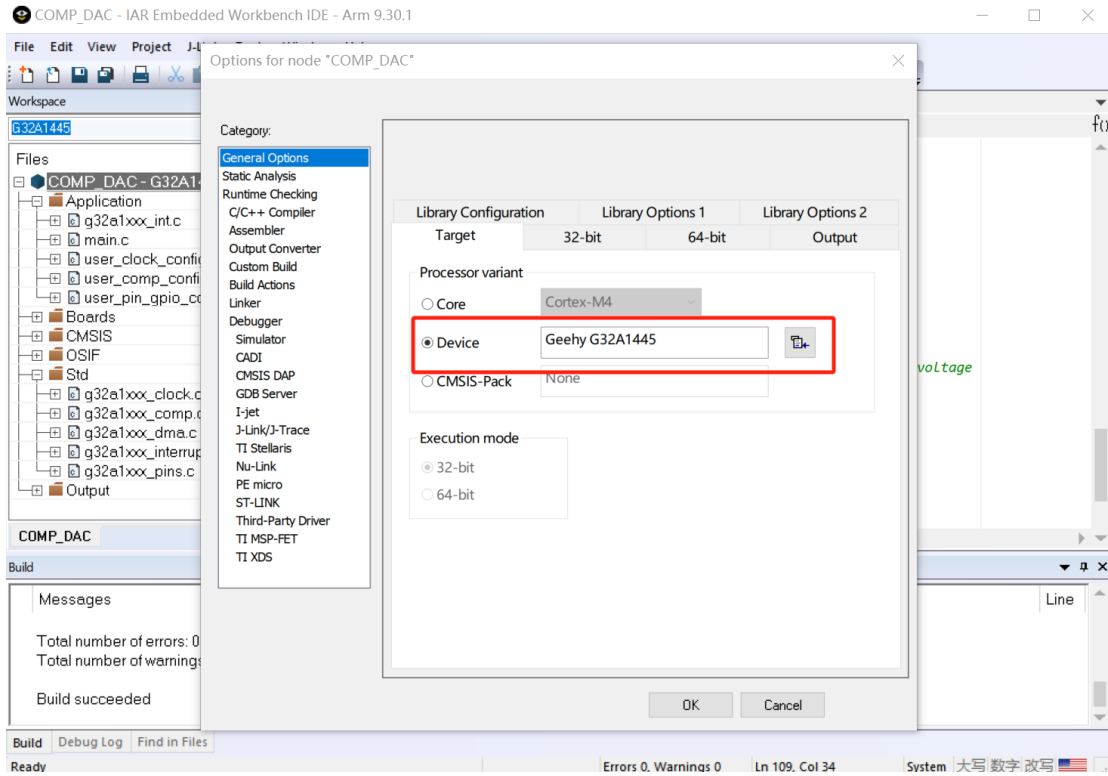 COMP_DAC - IAR Embedded Workbench IDE - Arm 9.30.1
File Edit View Project
Options for node "COMP_DAC"
Workspace
G32A1445
Files
COMP_DAC - G32A1
Application
g32a1xxx_int.c
main.c
user_clock_config
user_comp_confi
user_pin_gpio_co
Boards
CMSIS
OSIF
Std
g32a1xxx_clock.c
g32a1xxx_comp.c
g32a1xxx_dma.c
g32a1xxx_interrup
g32a1xxx_pins.c
Output
COMP_DAC
Category:
General Options
Static Analysis
Runtime Checking
C/C++ Compiler
Assembler
Output Converter
Custom Build
Build Actions
Linker
Debugger
Simulator
CADI
CMSIS DAP
GDB Server
I-jet
J-Link/J-Trace
TI Stellaris
Nu-Link
PE micro
ST-LINK
Third-Party Driver
TI MSP-FET
TI XDS
Library Configuration Library Options 1 Library Options 2
Target 32-bit 64-bit Output
Processor variant
Core Cortex-M4
Device Geehy G32A1445
CMSIS-Pack None
Execution mode
32-bit
64-bit
OK Cancel
f()
voltage
Build
Messages Line
Total number of errors: 0
Total number of warnings
Build succeeded
Build Debug Log Find in Files
Ready Errors 0, Warnings 0 Ln 109, Col 34 System 大写 数字 改写